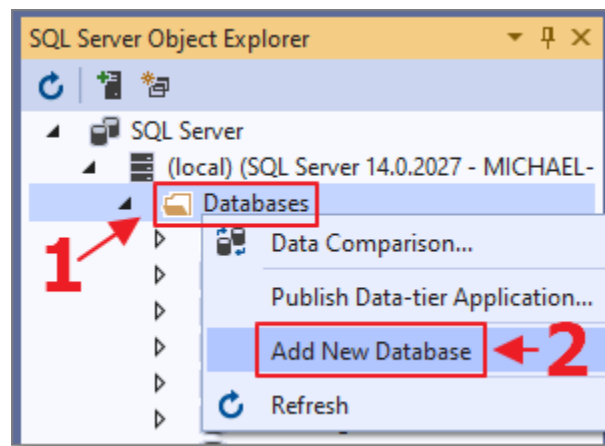 SQL Server Object Explorer
SQL Server
(local) (SQL Server 14.0.2027 - MICHAEL-
Databases
1
Data Comparison...
Publish Data-tier Application...
Add New Database
2
Refresh